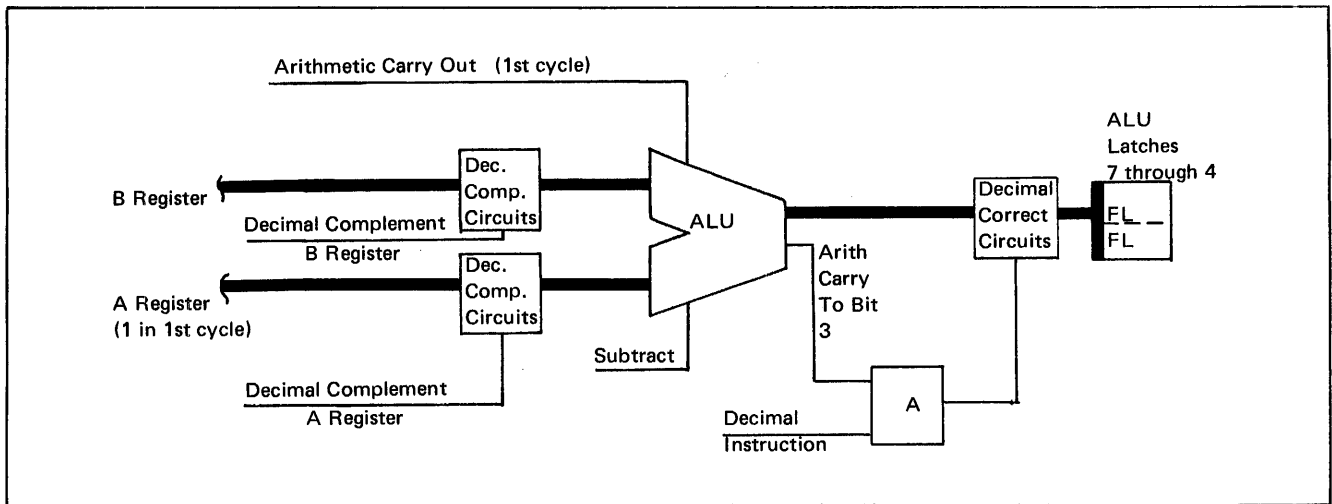 Arithmetic Carry Out (1st cycle)
ALU
Latches
7 through 4
Dec.
Comp.
Circuits
B Register
Decimal Complement
B Register
ALU
Decimal
Correct
Circuits
FL
FL
Dec.
Comp.
Circuits
A Register
(1 in 1st cycle)
Arith
Carry
To Bit
3
Subtract
Decimal Complement
A Register
A
Decimal
Instruction